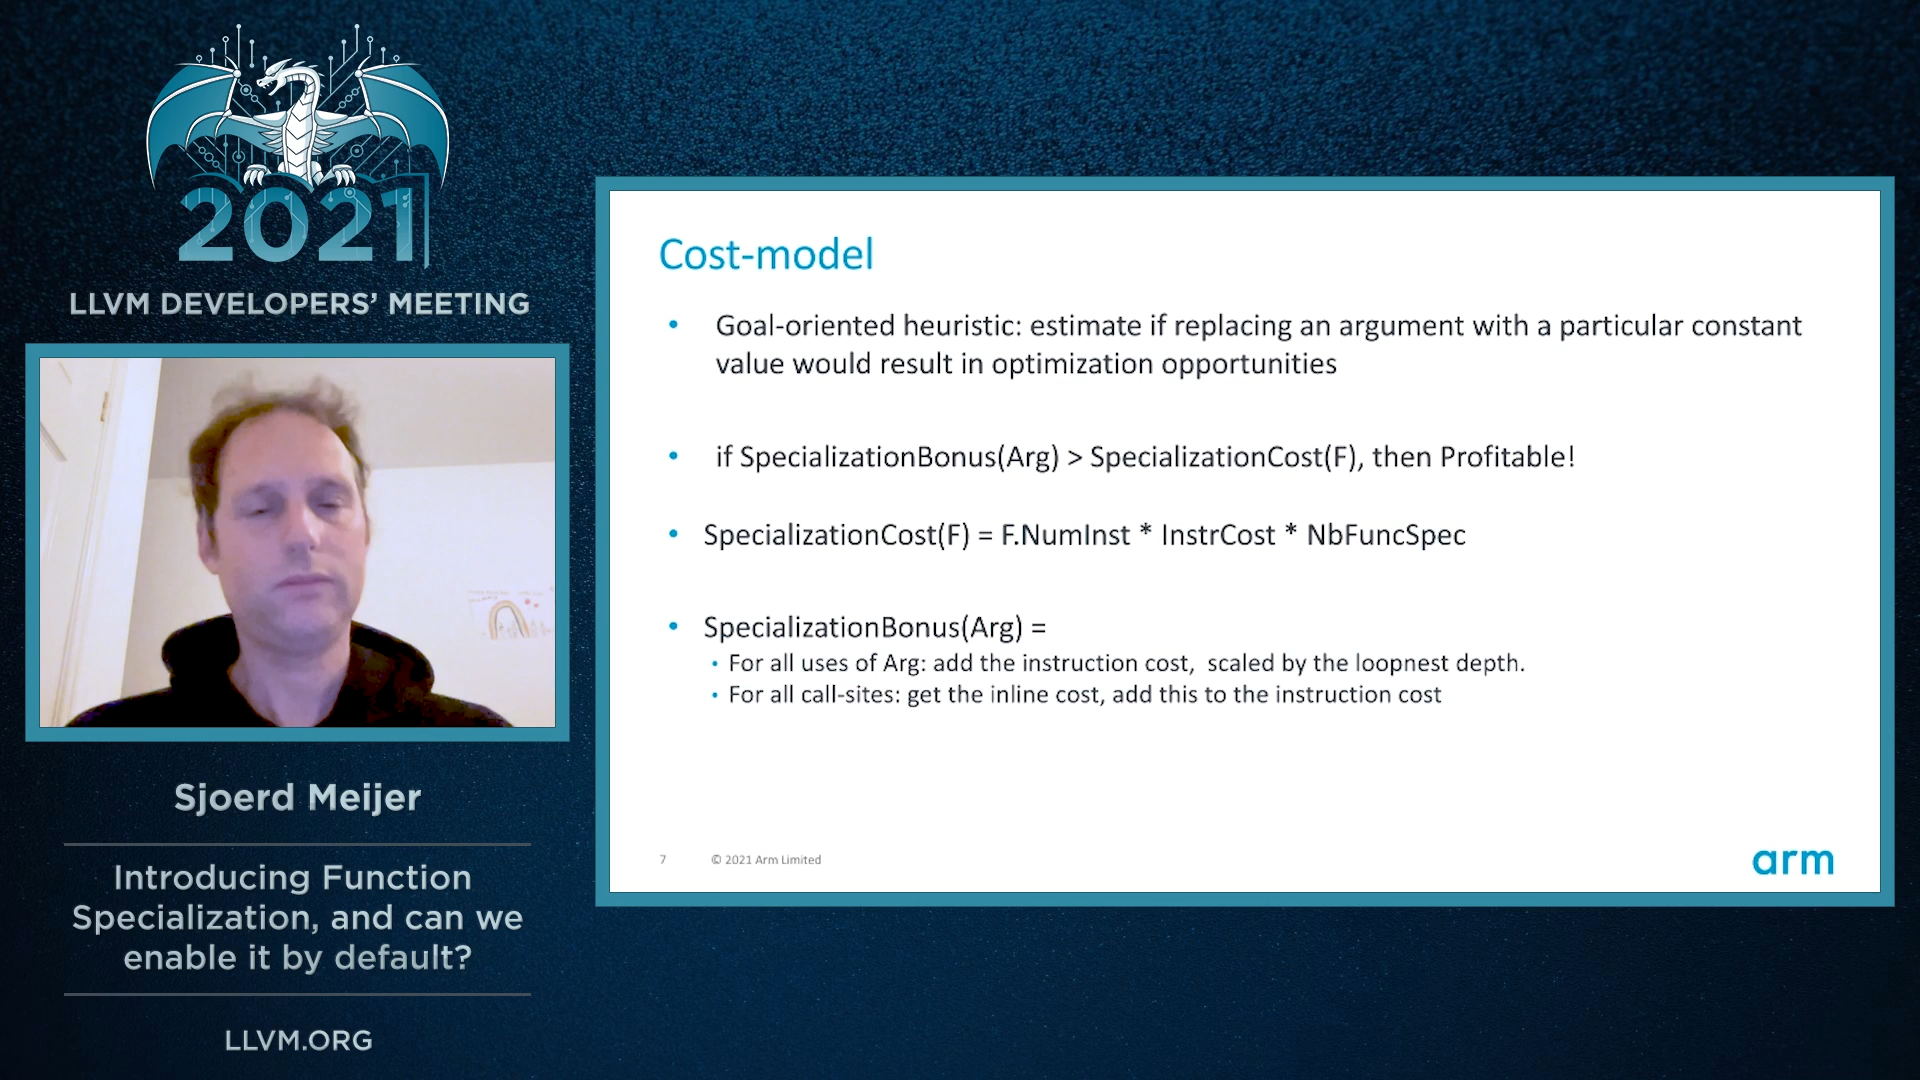 2021
LLVM DEVELOPERS’ MEETING
Sjoerd Meijer
Introducing Function
Specialization, and can we
enable it by default?
LLVM.ORG
Cost-model
• Goal-oriented heuristic: estimate if replacing an argument with a particular constant
value would result in optimization opportunities
• if SpecializationBonus(Arg) > SpecializationCost(F), then Profitable!
• SpecializationCost(F) = F.NumInst * InstrCost * NbFuncSpec
• SpecializationBonus(Arg) =
• For all uses of Arg: add the instruction cost, scaled by the loopnest depth.
• For all call-sites: get the inline cost, add this to the instruction cost
7 © 2021 Arm Limited
arm